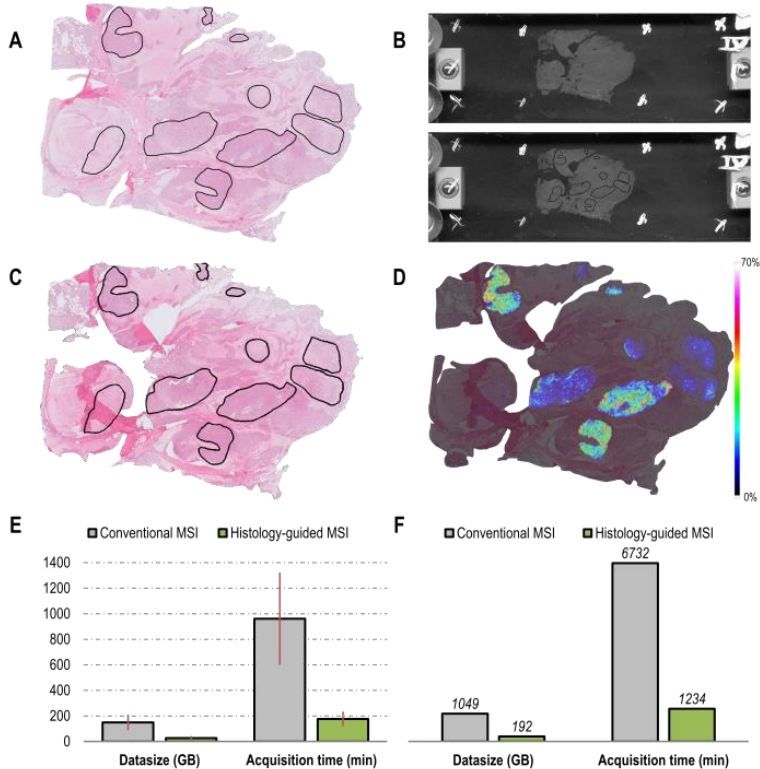 A
B
C
D
70%
0%
E
Conventional MSI
Histology-guided MSI
1400
1200
1000
800
600
400
200
0
Datasize (GB)
Acquisition time (min)
F
Conventional MSI
Histology-guided MSI
6732
1049
192
1234
Datasize (GB)
Acquisition time (min)